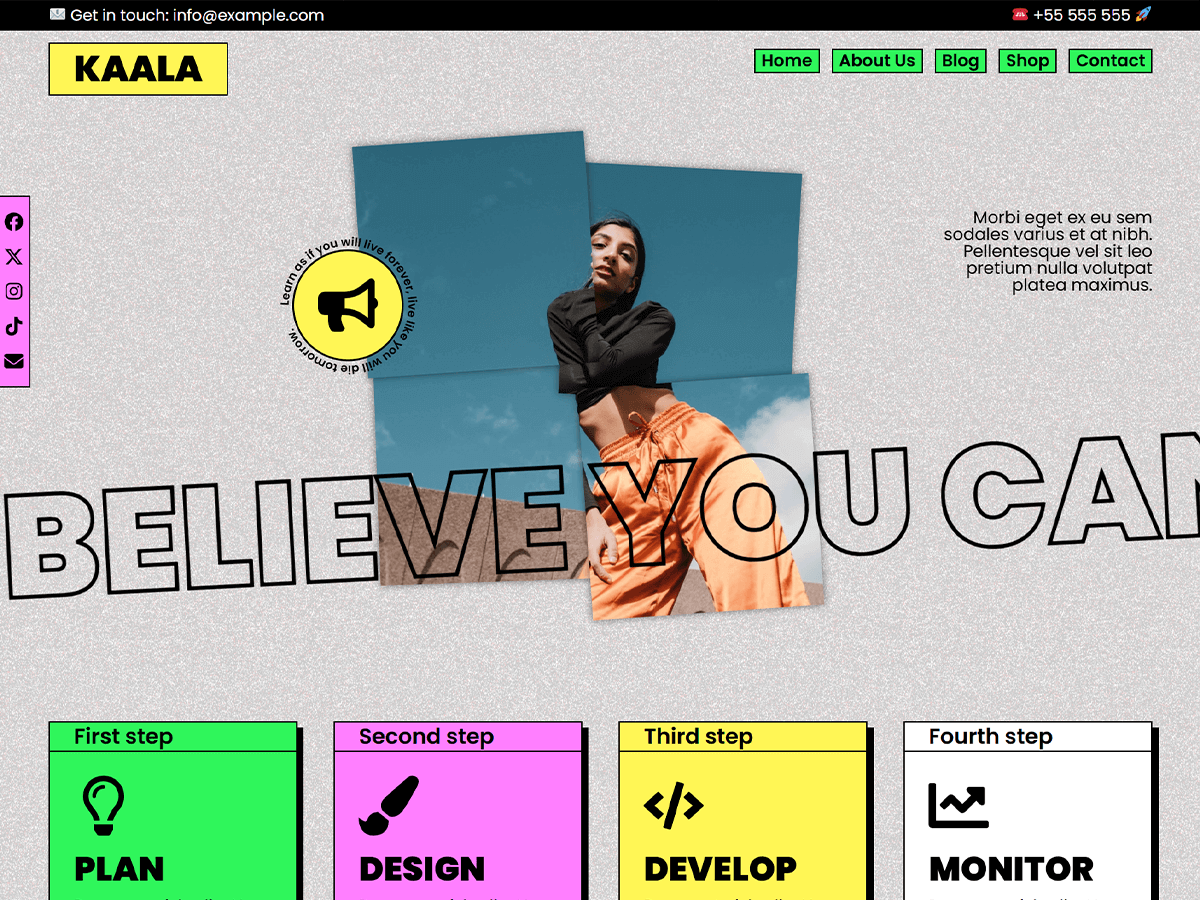 Get in touch: info@example.com
+55 555 555
KAALA
Home
About Us
Blog
Shop
Contact
Morbi eget ex eu sem
sodales varius et at nibh.
Pellentesque vel sit leo
pretium nulla volutpat
platea maximus.
Learn as if you will live forever, live like you will die tomorrow.
BELIEVE YOU CAN
First step
PLAN
Second step
DESIGN
Third step
DEVELOP
Fourth step
MONITOR